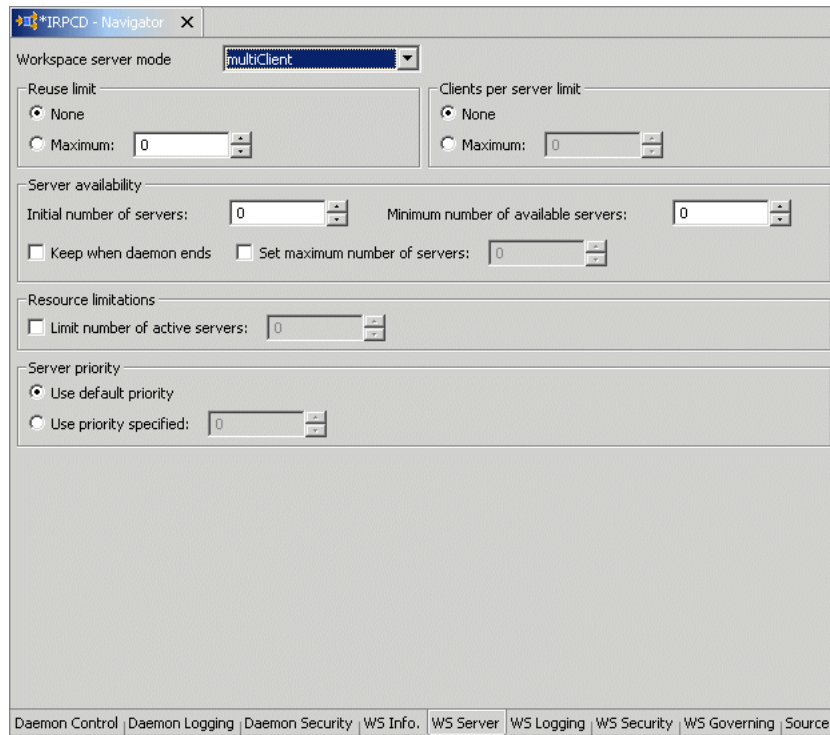 *IRPCD - Navigator
Workspace server mode multiClient
Reuse limit
None
Maximum: 0
Clients per server limit
None
Maximum: 0
Server availability
Initial number of servers: 0 Minimum number of available servers: 0
Keep when daemon ends Set maximum number of servers: 0
Resource limitations
Limit number of active servers: 0
Server priority
Use default priority
Use priority specified: 0
Daemon Control Daemon Logging Daemon Security WS Info. WS Server WS Logging WS Security WS Governing Source